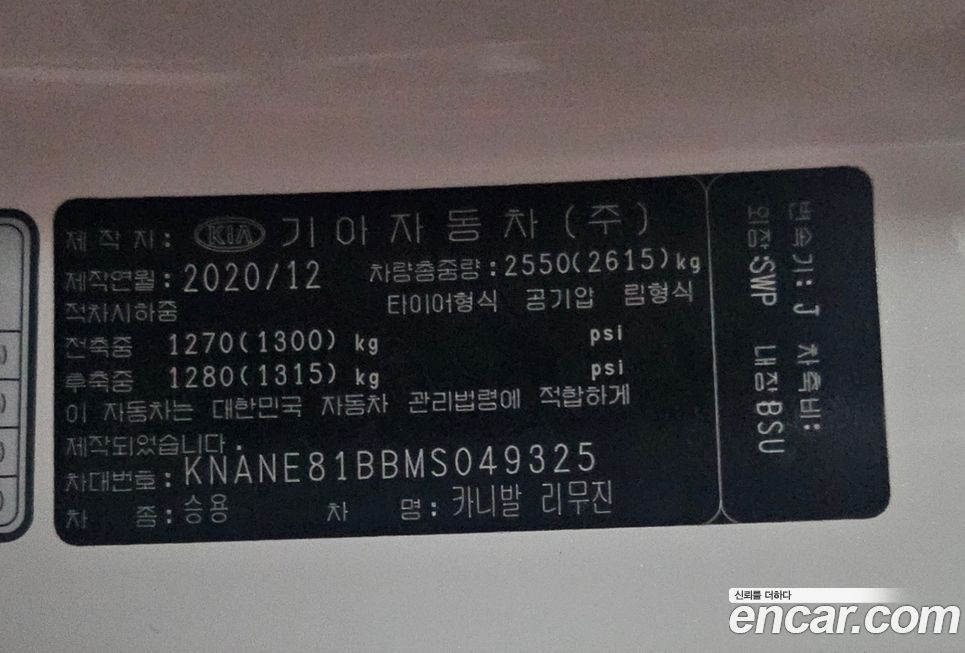 제 작 자: KIA 기아자동차(주)
제작연월:2020/12 차량총중량:2550(2615)kg
적차시하중 타이어형식 공기압 림형식
전축중 1270(1300) kg psi
후축중 1280(1315) kg psi
이 자동차는 대한민국 자동차 관리법령에 적합하게
제작되었습니다.
차대번호:KNANE81BBMS049325
차 종:승용 차 명:카니발 리무진
변속기: J 차축비:
외장:SWP 내장BSU
신뢰를 더하다
encar.com